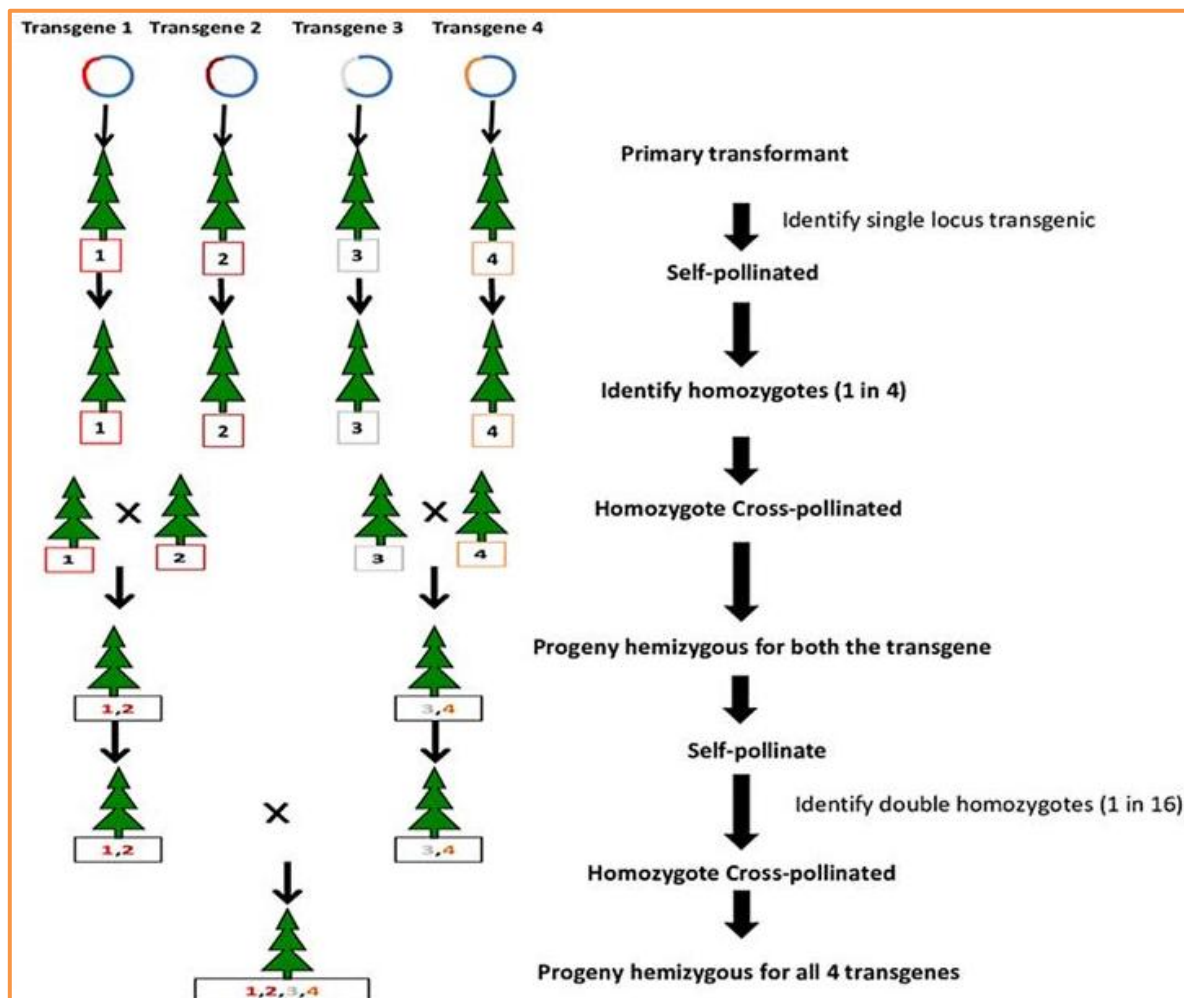 Transgene 1 Transgene 2 Transgene 3 Transgene 4
Primary transformant
Identify single locus transgenic
1 2 3 4
Self-pollinated
Identify homozygotes (1 in 4)
1 2 3 4
Homozygote Cross-pollinated
× ×
1 2 3 4
Progeny hemizygous for both the transgene
1,2 3,4
Self-pollinate
Identify double homozygotes (1 in 16)
×
1,2 3,4
Homozygote Cross-pollinated
Progeny hemizygous for all 4 transgenes
1,2,3,4